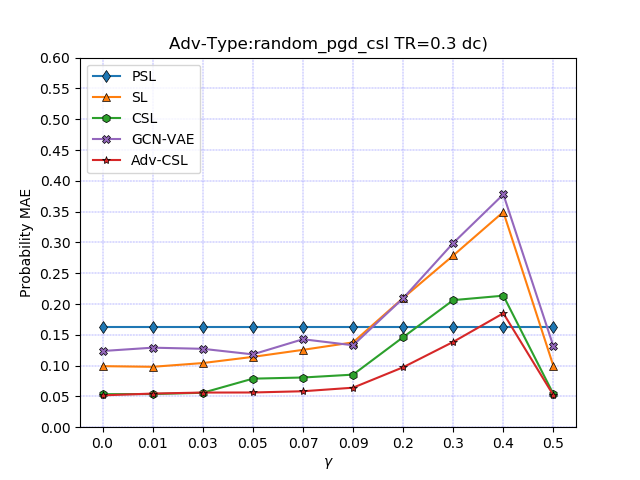 Adv-Type:random_pgd_csl TR=0.3 dc)
PSL
SL
CSL
GCN-VAE
Adv-CSL
Probability MAE
0.60
0.55
0.50
0.45
0.40
0.35
0.30
0.25
0.20
0.15
0.10
0.05
0.00
0.0 0.01 0.03 0.05 0.07 0.09 0.2 0.3 0.4 0.5
γ